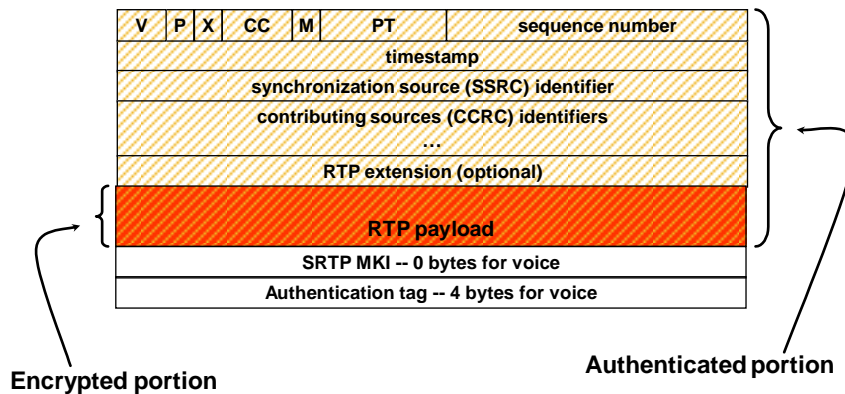 V P X CC M PT sequence number
timestamp
synchronization source (SSRC) identifier
contributing sources (CCRC) identifiers
…
RTP extension (optional)
RTP payload
SRTP MKI -- 0 bytes for voice
Authentication tag -- 4 bytes for voice
Encrypted portion
Authenticated portion